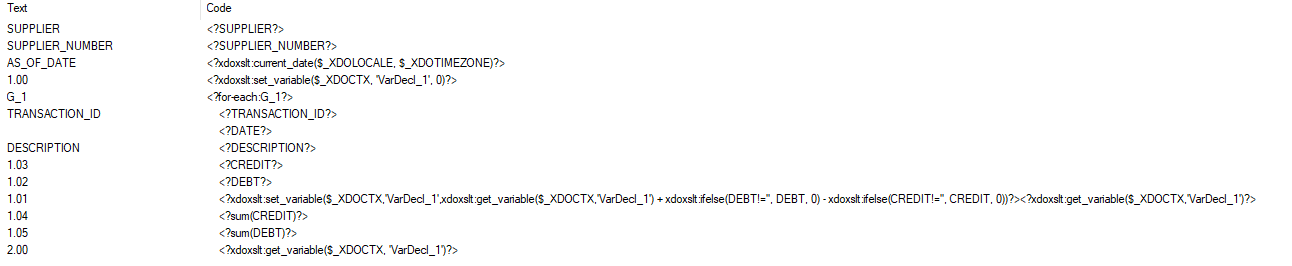 Text Code
SUPPLIER <?SUPPLIER?>
SUPPLIER_NUMBER <?SUPPLIER_NUMBER?>
AS_OF_DATE <?xdoxslt:current_date($_XDOLOCALE, $_XDOTIMEZONE)?>
1.00 <?xdoxslt:set_variable($_XDOCTX, 'VarDecl_1', 0)?>
G_1 <?for-each:G_1?>
TRANSACTION_ID <?TRANSACTION_ID?>
<?DATE?>
DESCRIPTION <?DESCRIPTION?>
1.03 <?CREDIT?>
1.02 <?DEBT?>
1.01 <?xdoxslt:set_variable($_XDOCTX,'VarDecl_1',xdoxslt:get_variable($_XDOCTX,'VarDecl_1') + xdoxslt:ifelse(DEBT!='', DEBT, 0) - xdoxslt:ifelse(CREDIT!='', CREDIT, 0))?><?xdoxslt:get_variable($_XDOCTX,'VarDecl_1')?>
1.04 <?sum(CREDIT)?>
1.05 <?sum(DEBT)?>
2.00 <?xdoxslt:get_variable($_XDOCTX, 'VarDecl_1')?>